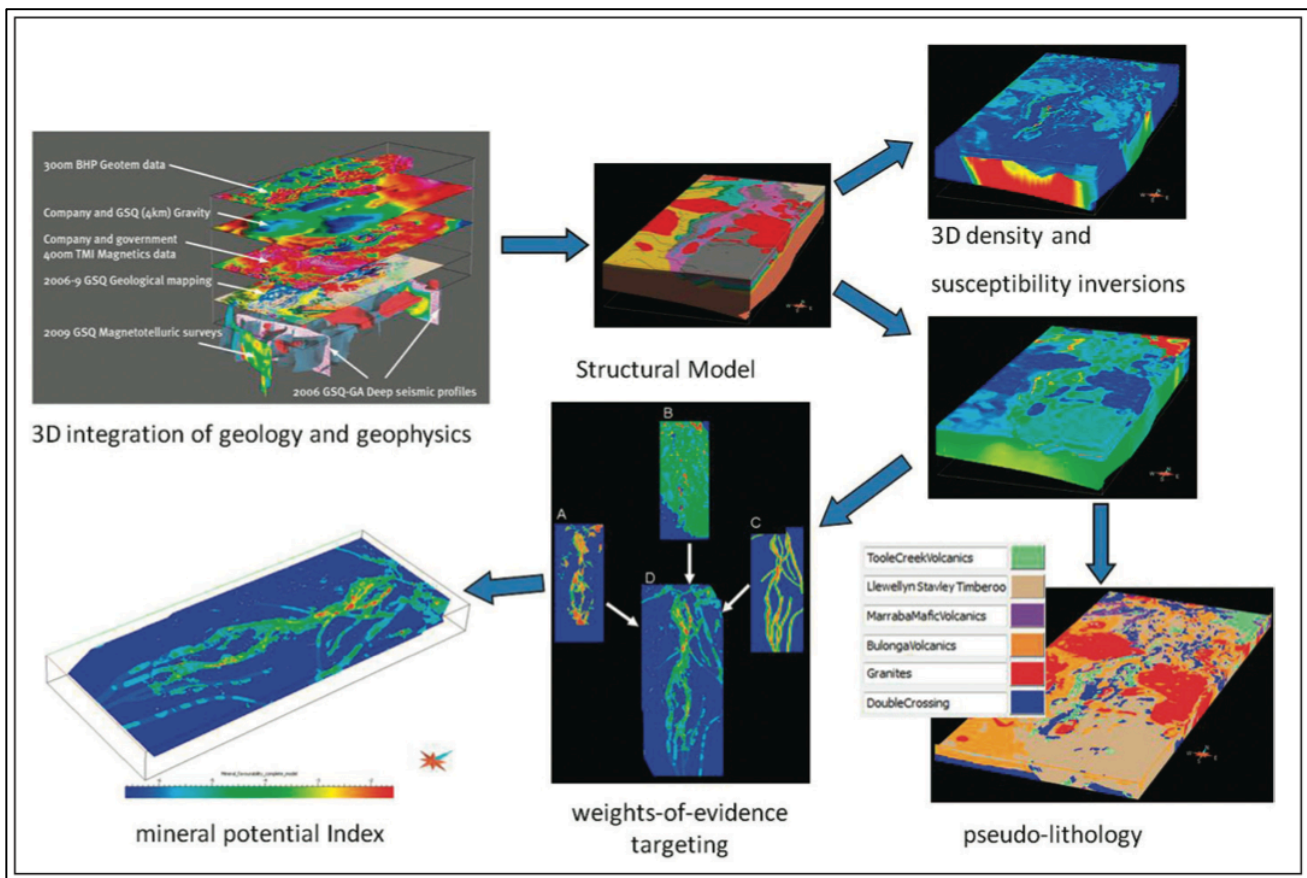 300m BHP Geotem data
Company and GSQ (4km) Gravity
Company and government
400m TMI Magnetics data
2006-9 GSQ Geological mapping
2009 GSQ Magnetotelluric surveys
2006 GSQ-GA Deep seismic profiles
3D integration of geology and geophysics
Structural Model
3D density and
susceptibility inversions
A
B
C
D
TooleCreekVolcanics
Llewellyn Stavley Timberoo
MarrabaMaficVolcanics
BulongaVolcanics
Granites
DoubleCrossing
mineral potential Index
weights-of-evidence
targeting
pseudo-lithology